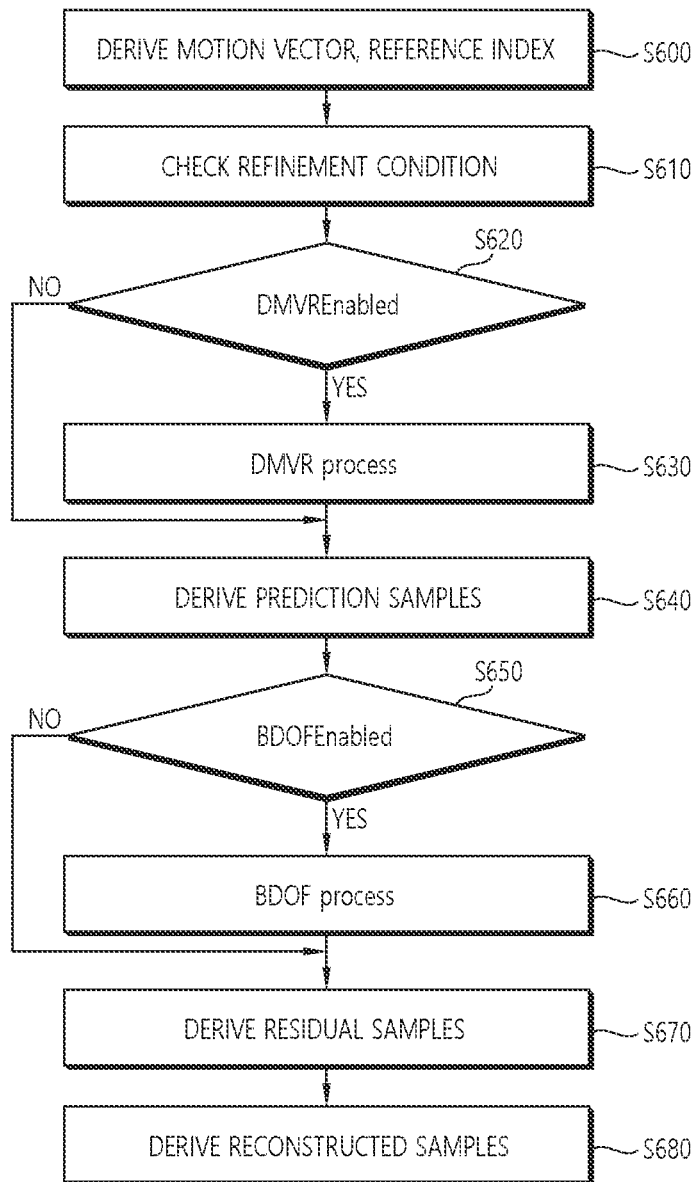 DERIVE MOTION VECTOR, REFERENCE INDEX
S600
CHECK REFINEMENT CONDITION
S610
S620
NO
DMVREnabled
YES
DMVR process
S630
DERIVE PREDICTION SAMPLES
S640
S650
NO
BDOFEnabled
YES
BDOF process
S660
DERIVE RESIDUAL SAMPLES
S670
DERIVE RECONSTRUCTED SAMPLES
S680